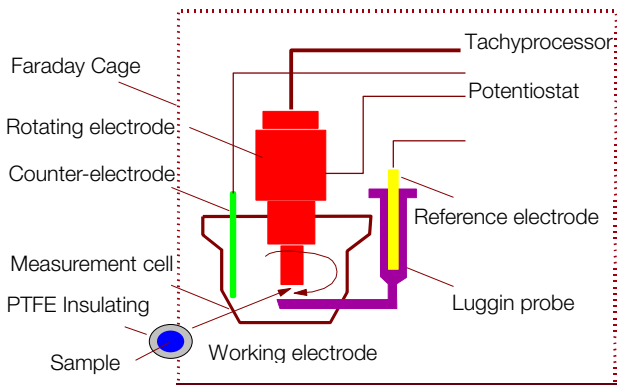 Tachyprocessor
Faraday Cage
Potentiostat
Rotating electrode
Counter-electrode
Reference electrode
Measurement cell
PTFE Insulating
Luggin probe
Sample
Working electrode